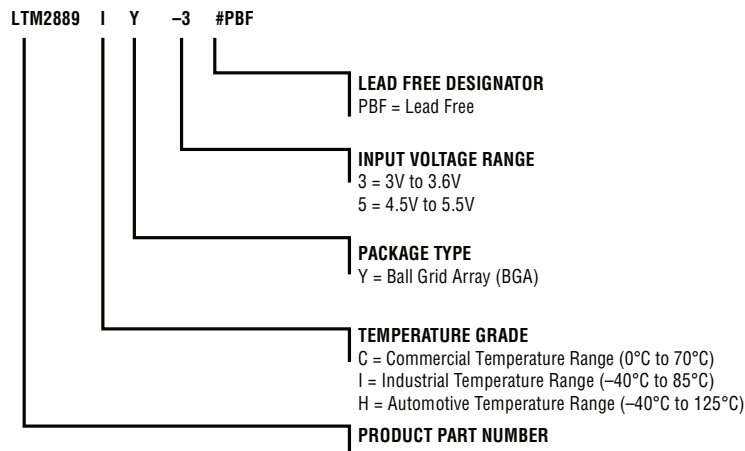 LTM2889 I Y –3 #PBF
LEAD FREE DESIGNATOR
PBF = Lead Free
INPUT VOLTAGE RANGE
3 = 3V to 3.6V
5 = 4.5V to 5.5V
PACKAGE TYPE
Y = Ball Grid Array (BGA)
TEMPERATURE GRADE
C = Commercial Temperature Range (0°C to 70°C)
I = Industrial Temperature Range (–40°C to 85°C)
H = Automotive Temperature Range (–40°C to 125°C)
PRODUCT PART NUMBER